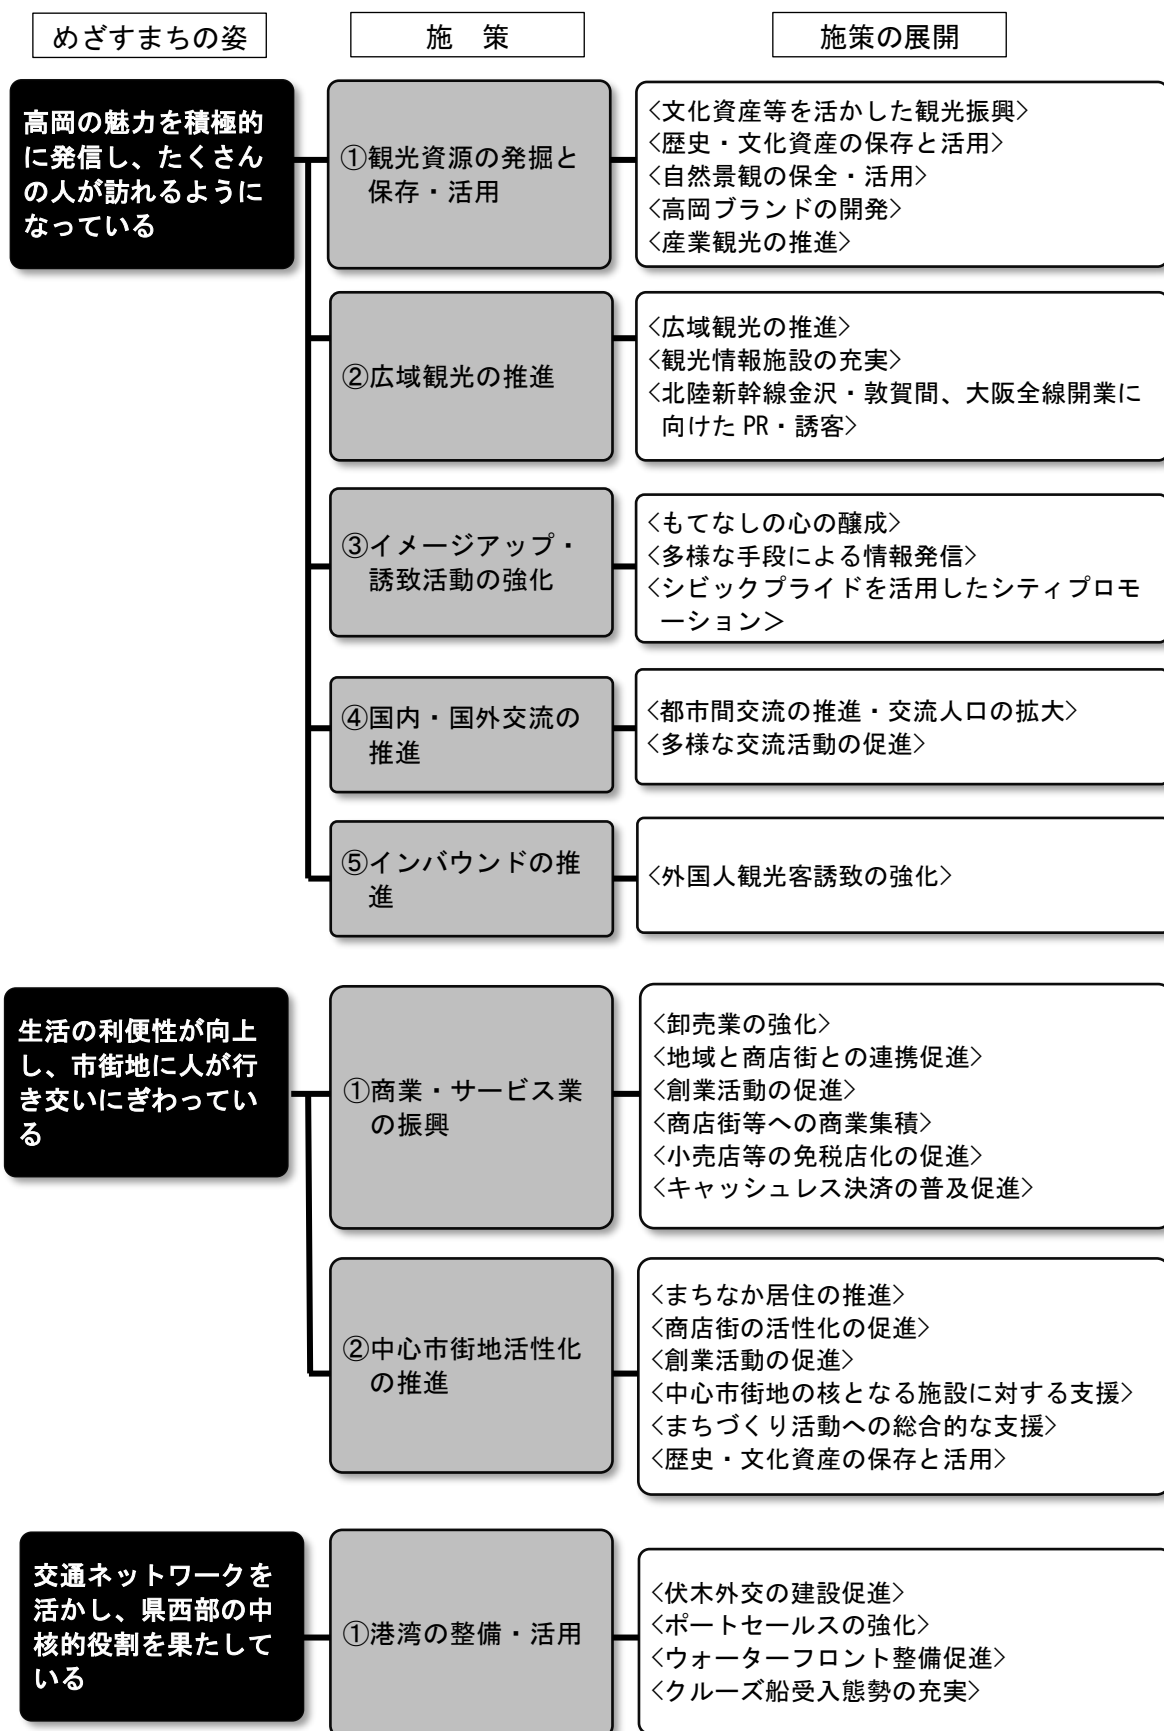 めざすまちの姿
施　策
施策の展開
高岡の魅力を積極的
に発信し、たくさん
の人が訪れるように
なっている
①観光資源の発掘と
保存・活用
<文化資産等を活かした観光振興>
<歴史・文化資産の保存と活用>
<自然景観の保全・活用>
<高岡ブランドの開発>
<産業観光の推進>
②広域観光の推進
<広域観光の推進>
<観光情報施設の充実>
<北陸新幹線金沢・敦賀間、大阪全線開業に
向けた PR・誘客>
③イメージアップ・
誘致活動の強化
<もてなしの心の醸成>
<多様な手段による情報発信>
<シビックプライドを活用したシティプロモ
ーション＞
④国内・国外交流の
推進
<都市間交流の推進・交流人口の拡大>
<多様な交流活動の促進>
⑤インバウンドの推
進
<外国人観光客誘致の強化>
生活の利便性が向上
し、市街地に人が行
き交いにぎわってい
る
①商業・サービス業
の振興
<卸売業の強化>
<地域と商店街との連携促進>
<創業活動の促進>
<商店街等への商業集積>
<小売店等の免税店化の促進>
<キャッシュレス決済の普及促進>
②中心市街地活性化
の推進
<まちなか居住の推進>
<商店街の活性化の促進>
<創業活動の促進>
<中心市街地の核となる施設に対する支援>
<まちづくり活動への総合的な支援>
<歴史・文化資産の保存と活用>
交通ネットワークを
活かし、県西部の中
核的役割を果たして
いる
①港湾の整備・活用
<伏木外交の建設促進>
<ポートセールスの強化>
<ウォーターフロント整備促進>
<クルーズ船受入態勢の充実>